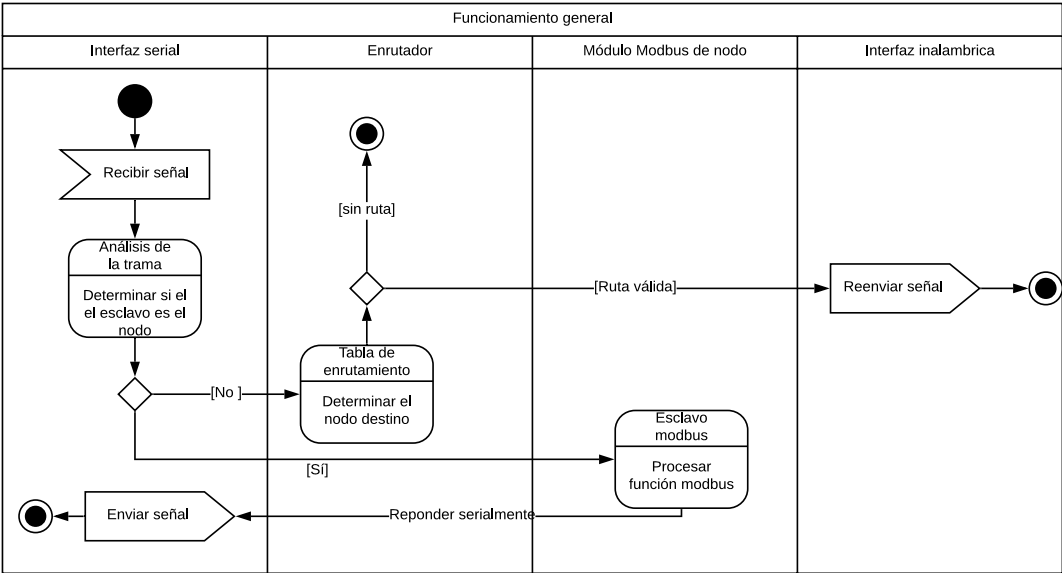 Funcionamiento general
Interfaz serial
Enrutador
Módulo Modbus de nodo
Interfaz inalambrica
Recibir señal
Análisis de
la trama
Determinar si el
el esclavo es el
nodo
[sin ruta]
[Ruta válida]
Reenviar señal
[No ]
Tabla de
enrutamiento
Determinar el
nodo destino
[Sí]
Esclavo
modbus
Procesar
función modbus
Enviar señal
Reponder serialmente